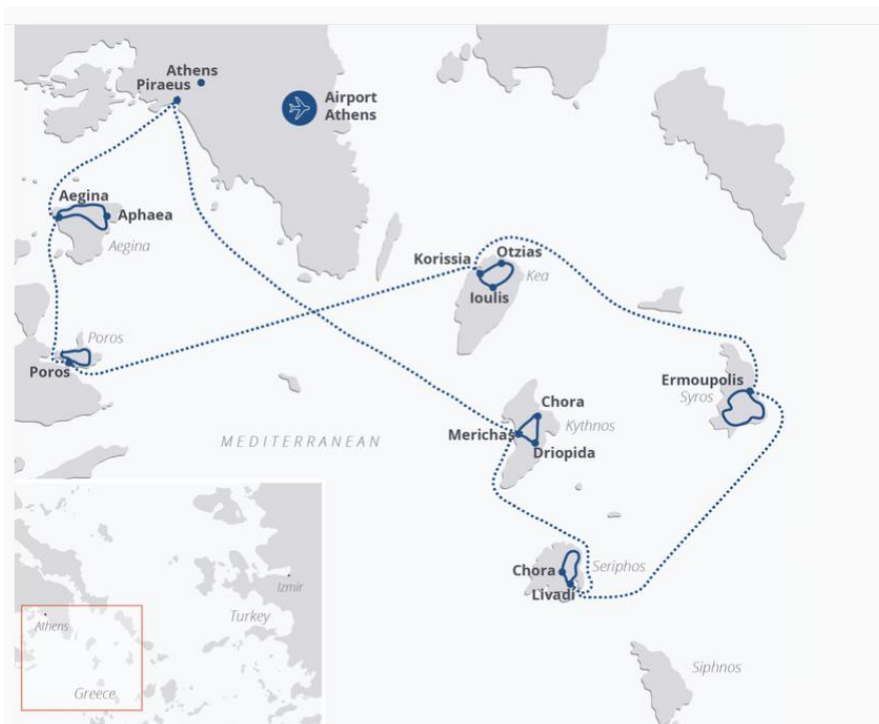 Athens
Piraeus
Airport
Athens
Aegina
Aphaea
Aegina
Korissia
Otzias
Kea
Ioulis
Poros
Poros
Ermoupolis
Syros
Chora
Kythnos
Merichas
Driopida
MEDITERRANEAN
Chora
Seriphos
Livadi
Siphnos
Izmir
Turkey
Athens
Greece